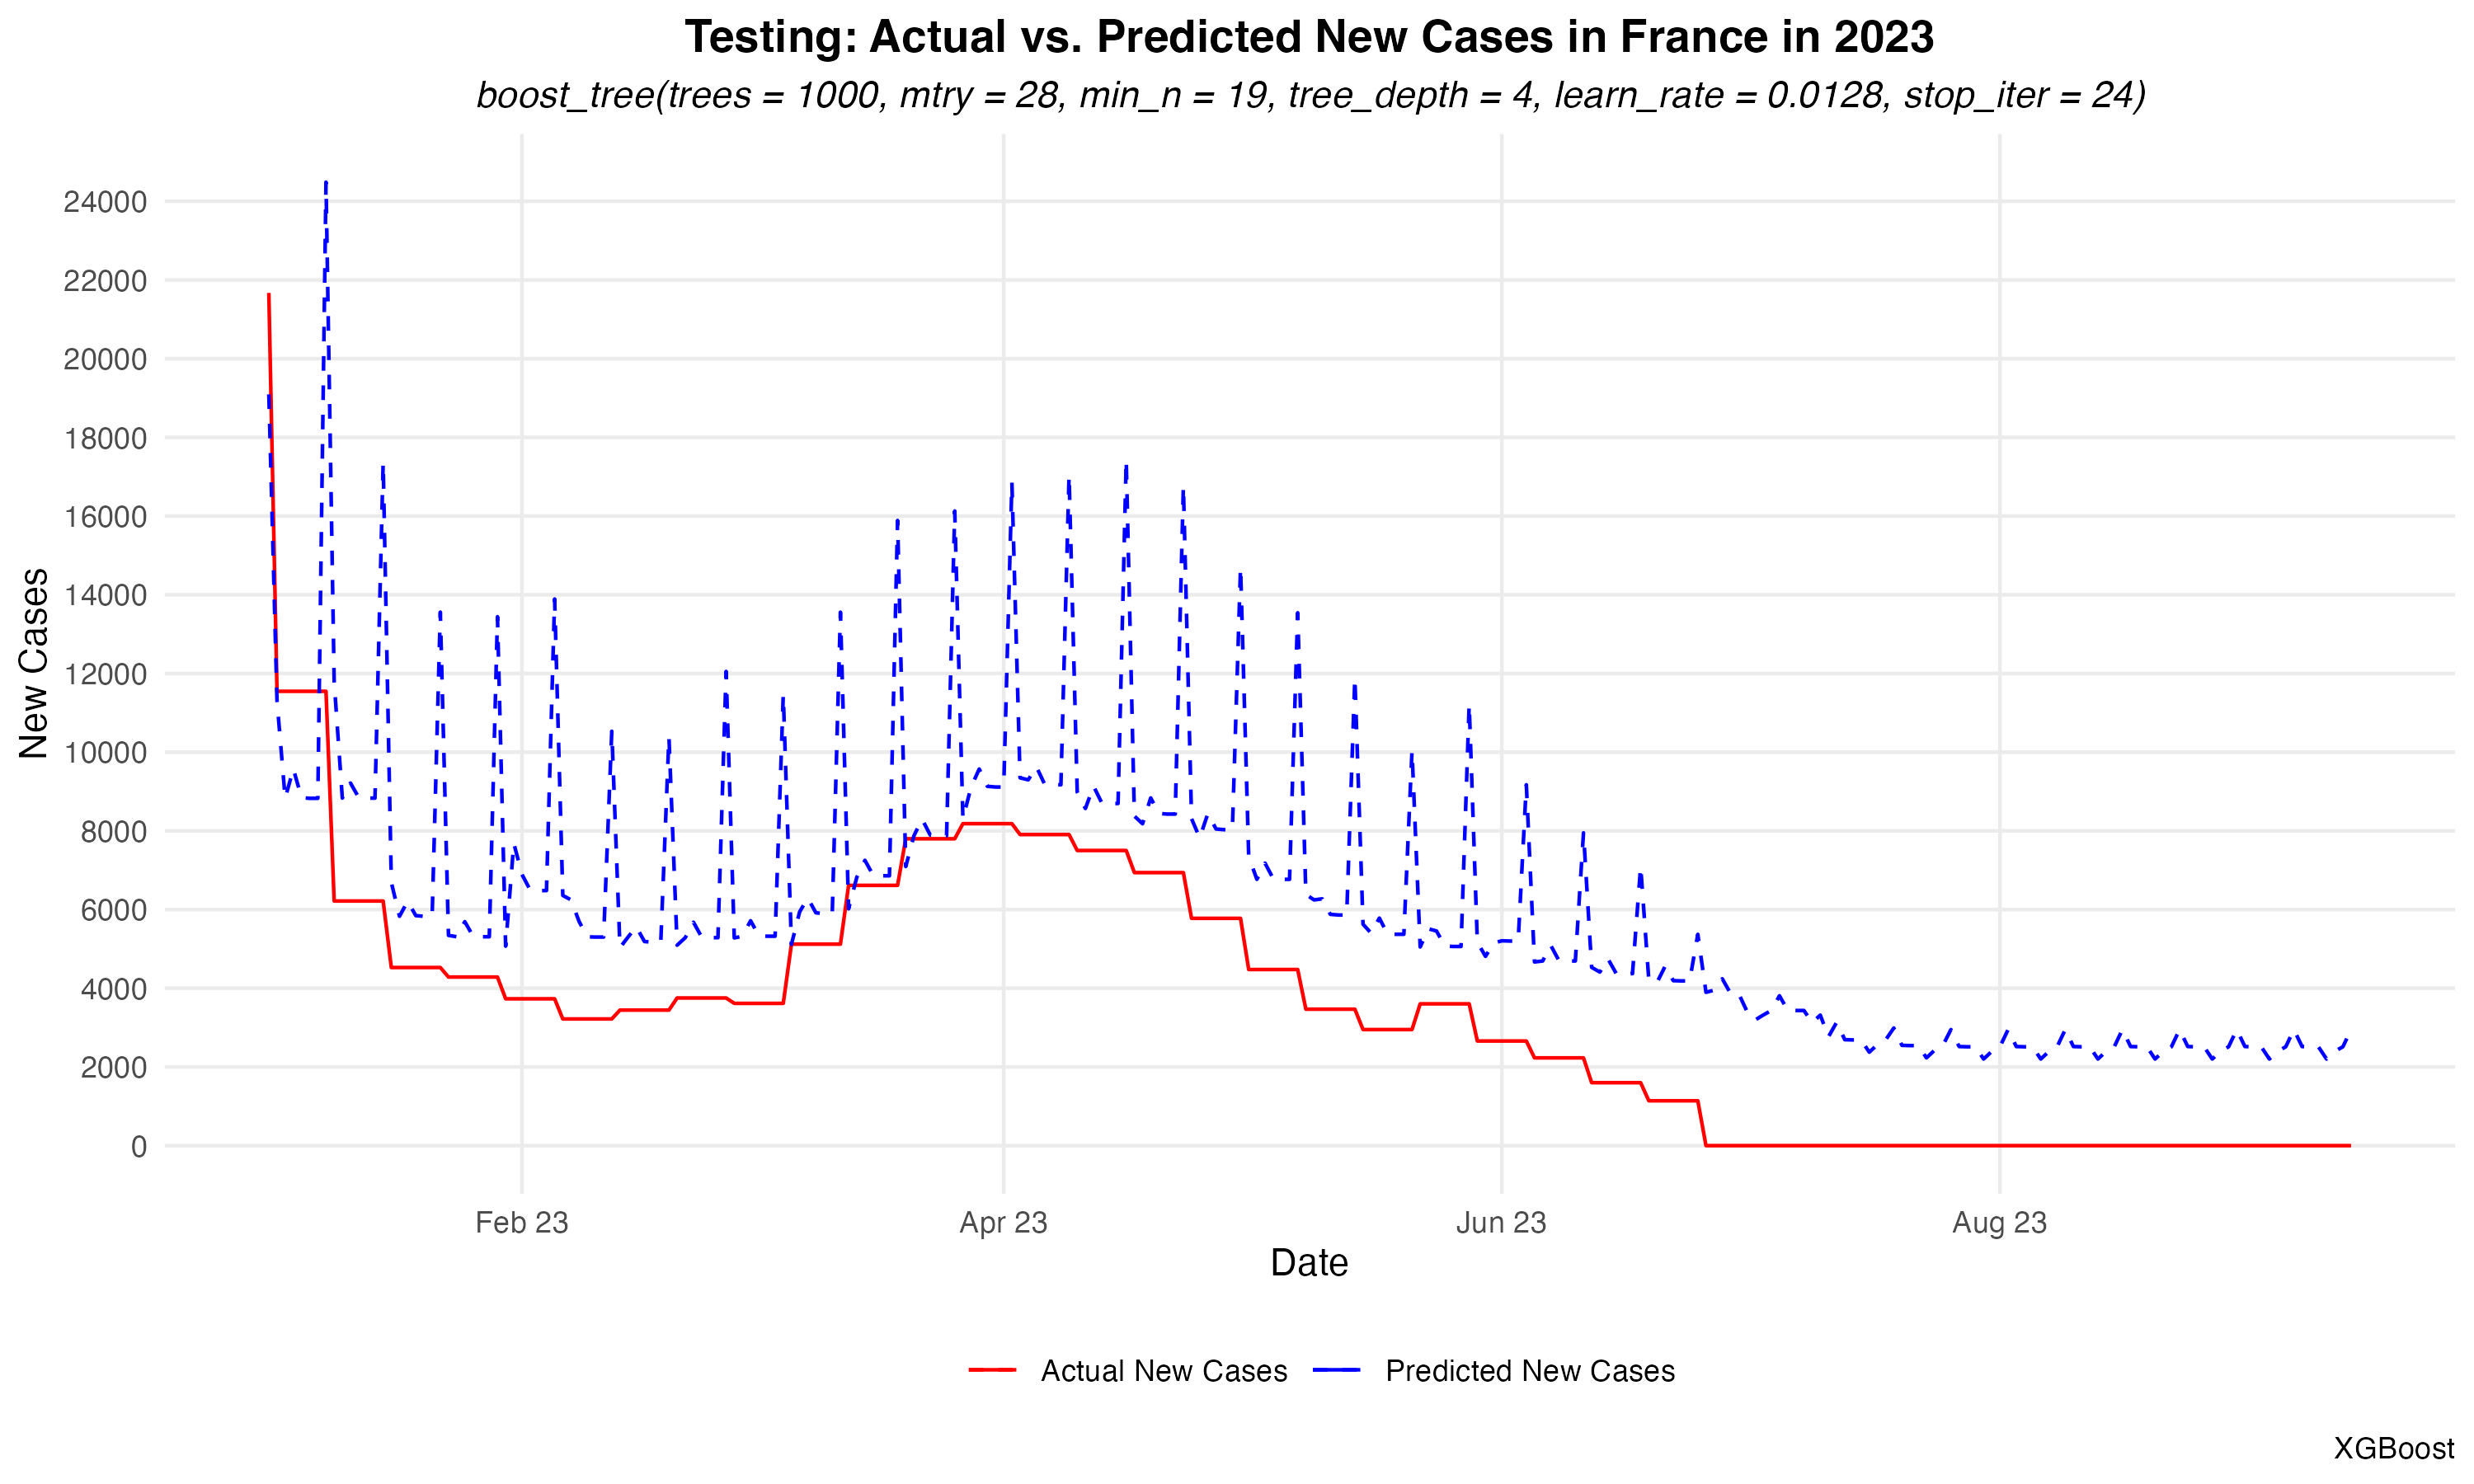 Testing: Actual vs. Predicted New Cases in France in 2023
boost_tree(trees = 1000, mtry = 28, min_n = 19, tree_depth = 4, learn_rate = 0.0128, stop_iter = 24)
24000
22000
20000
18000
16000
14000
12000
10000
8000
6000
4000
2000
0
New Cases
Feb 23
Apr 23
Jun 23
Aug 23
Date
Actual New Cases
Predicted New Cases
XGBoost